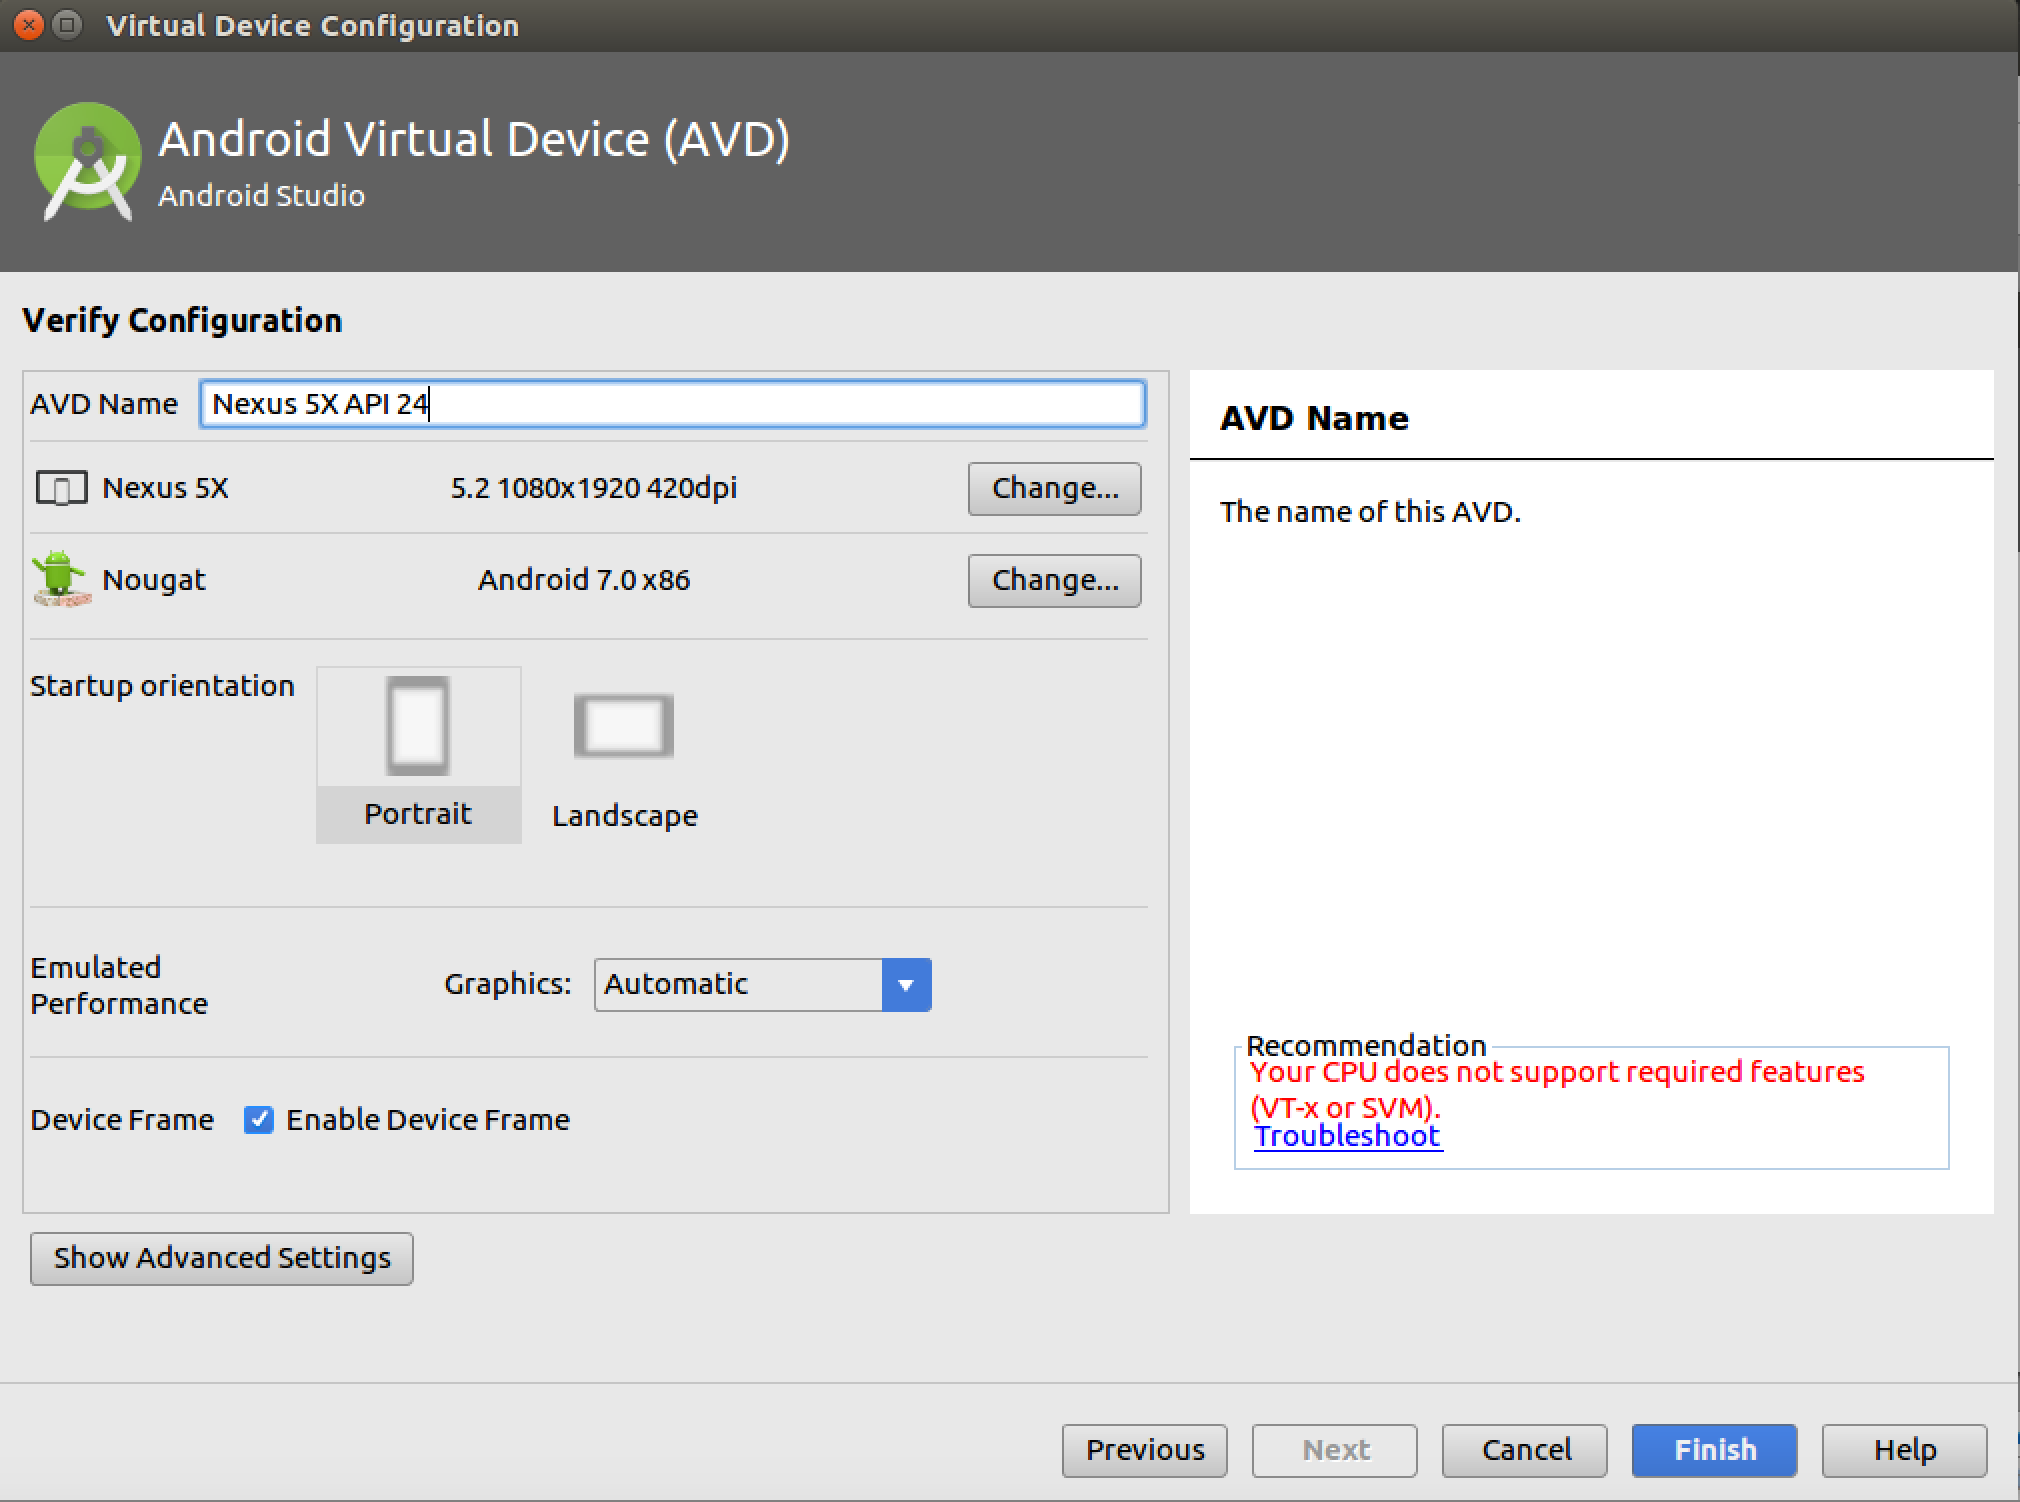 Virtual Device Configuration
Android Virtual Device (AVD)
Android Studio
Verify Configuration
AVD Name Nexus 5X API 24
Nexus 5X 5.2 1080x1920 420dpi Change...
Nougat Android 7.0 x86 Change...
Startup orientation
Portrait Landscape
Emulated
Performance
Graphics: Automatic
Device Frame Enable Device Frame
Show Advanced Settings
AVD Name
The name of this AVD.
Recommendation
Your CPU does not support required features
(VT-x or SVM).
Troubleshoot
Previous Next Cancel Finish Help